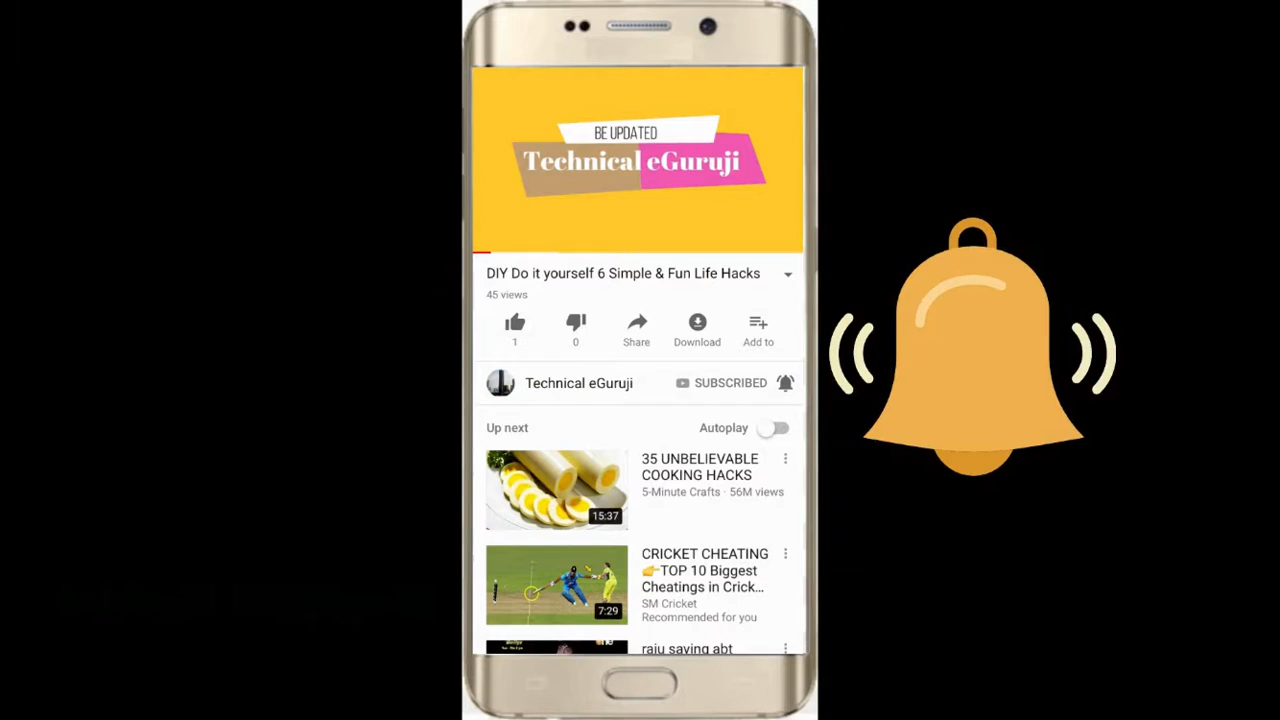 BE UPDATED
Technical eGuruji
DIY Do it yourself 6 Simple & Fun Life Hacks
45 views
1
0
Share
Download
Add to
Technical eGuruji
SUBSCRIBED
Up next
Autoplay
35 UNBELIEVABLE
COOKING HACKS
5-Minute Crafts · 56M views
15:37
CRICKET CHEATING
👉TOP 10 Biggest
Cheatings in Crick...
SM Cricket
Recommended for you
7:29
raju saying abt